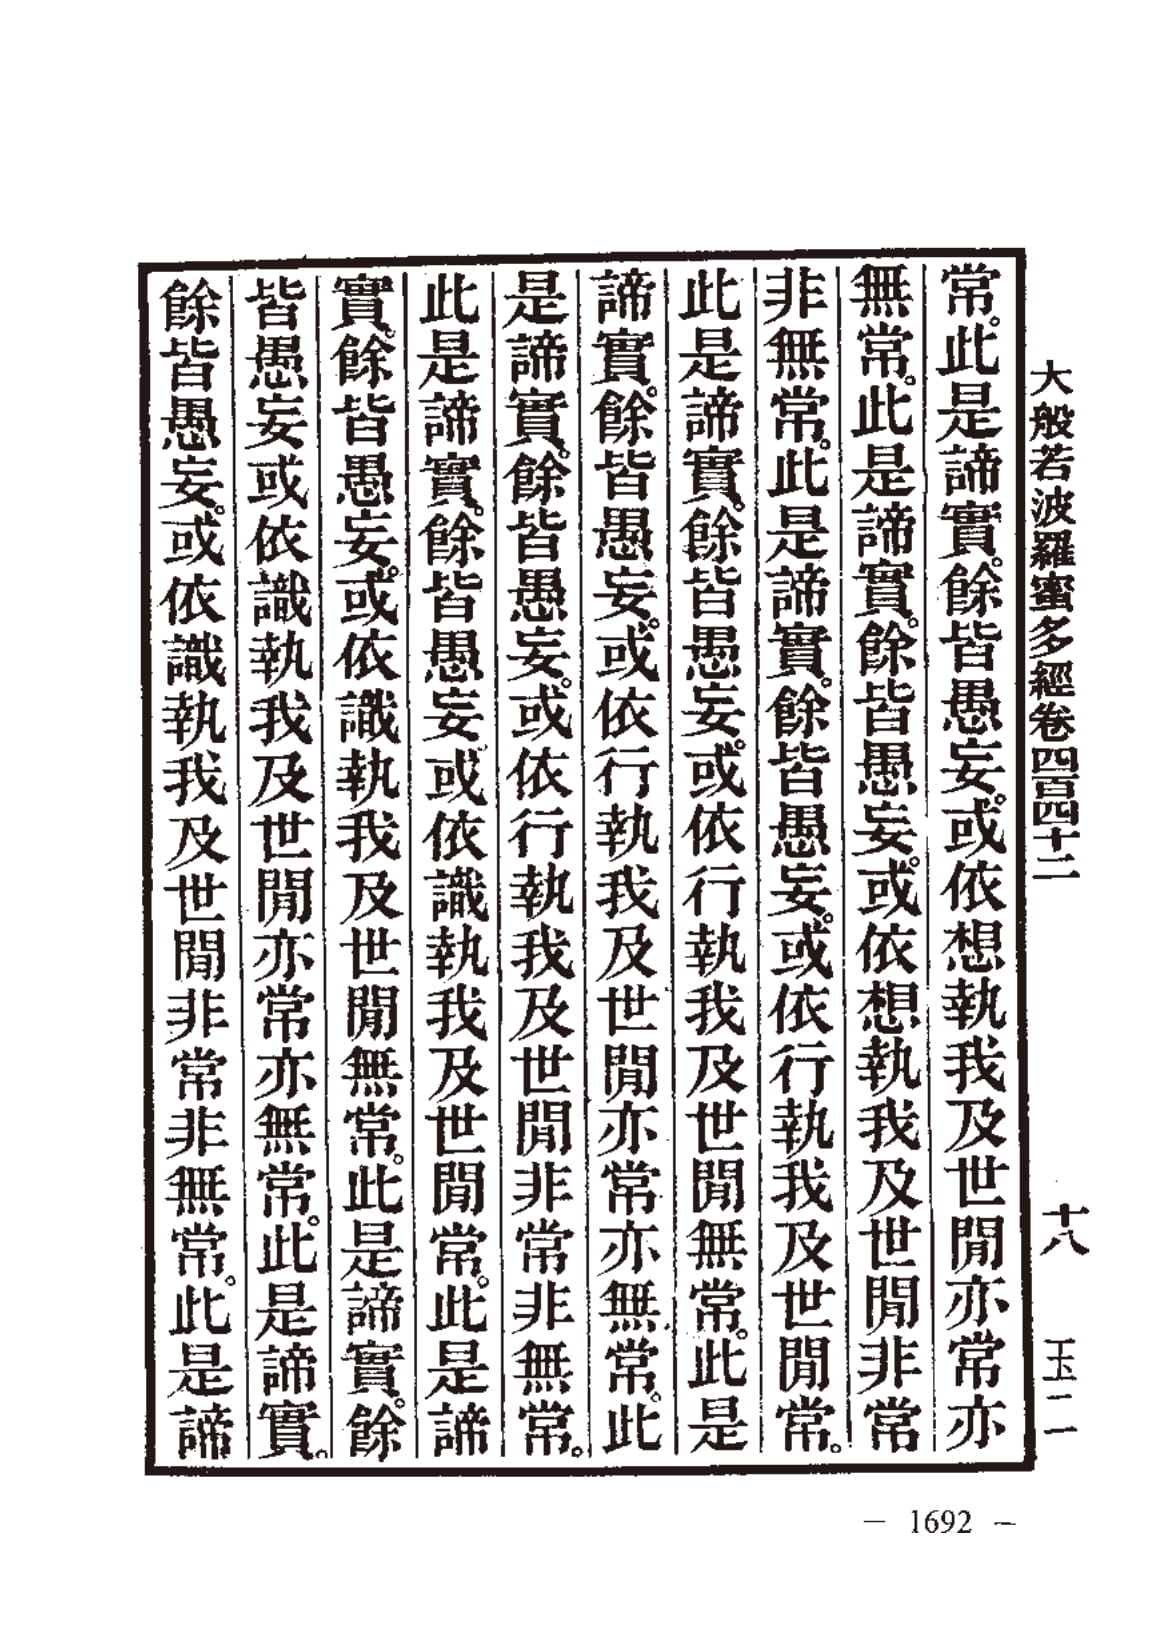 大般若波羅蜜多經卷四百四十二 十八 玉二
常。此是諦實。餘皆愚妄。或依想執我及世間亦常亦
無常。此是諦實。餘皆愚妄。或依想執我及世間非常
非無常。此是諦實。餘皆愚妄。或依行執我及世間常。
此是諦實。餘皆愚妄。或依行執我及世間無常。此是
諦實。餘皆愚妄。或依行執我及世間亦常亦無常。此
是諦實。餘皆愚妄。或依行執我及世間非常非無常。
此是諦實。餘皆愚妄或依識執我及世間常。此是諦
實。餘皆愚妄。或依識執我及世間無常。此是諦實。餘
皆愚妄或依識執我及世間亦常亦無常。此是諦實。
餘皆愚妄。或依識執我及世間非常非無常。此是諦
— 1692 —